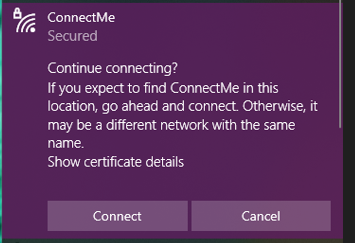 ConnectMe
Secured
Continue connecting?
If you expect to find ConnectMe in this
location, go ahead and connect. Otherwise, it
may be a different network with the same
name.
Show certificate details
Connect
Cancel